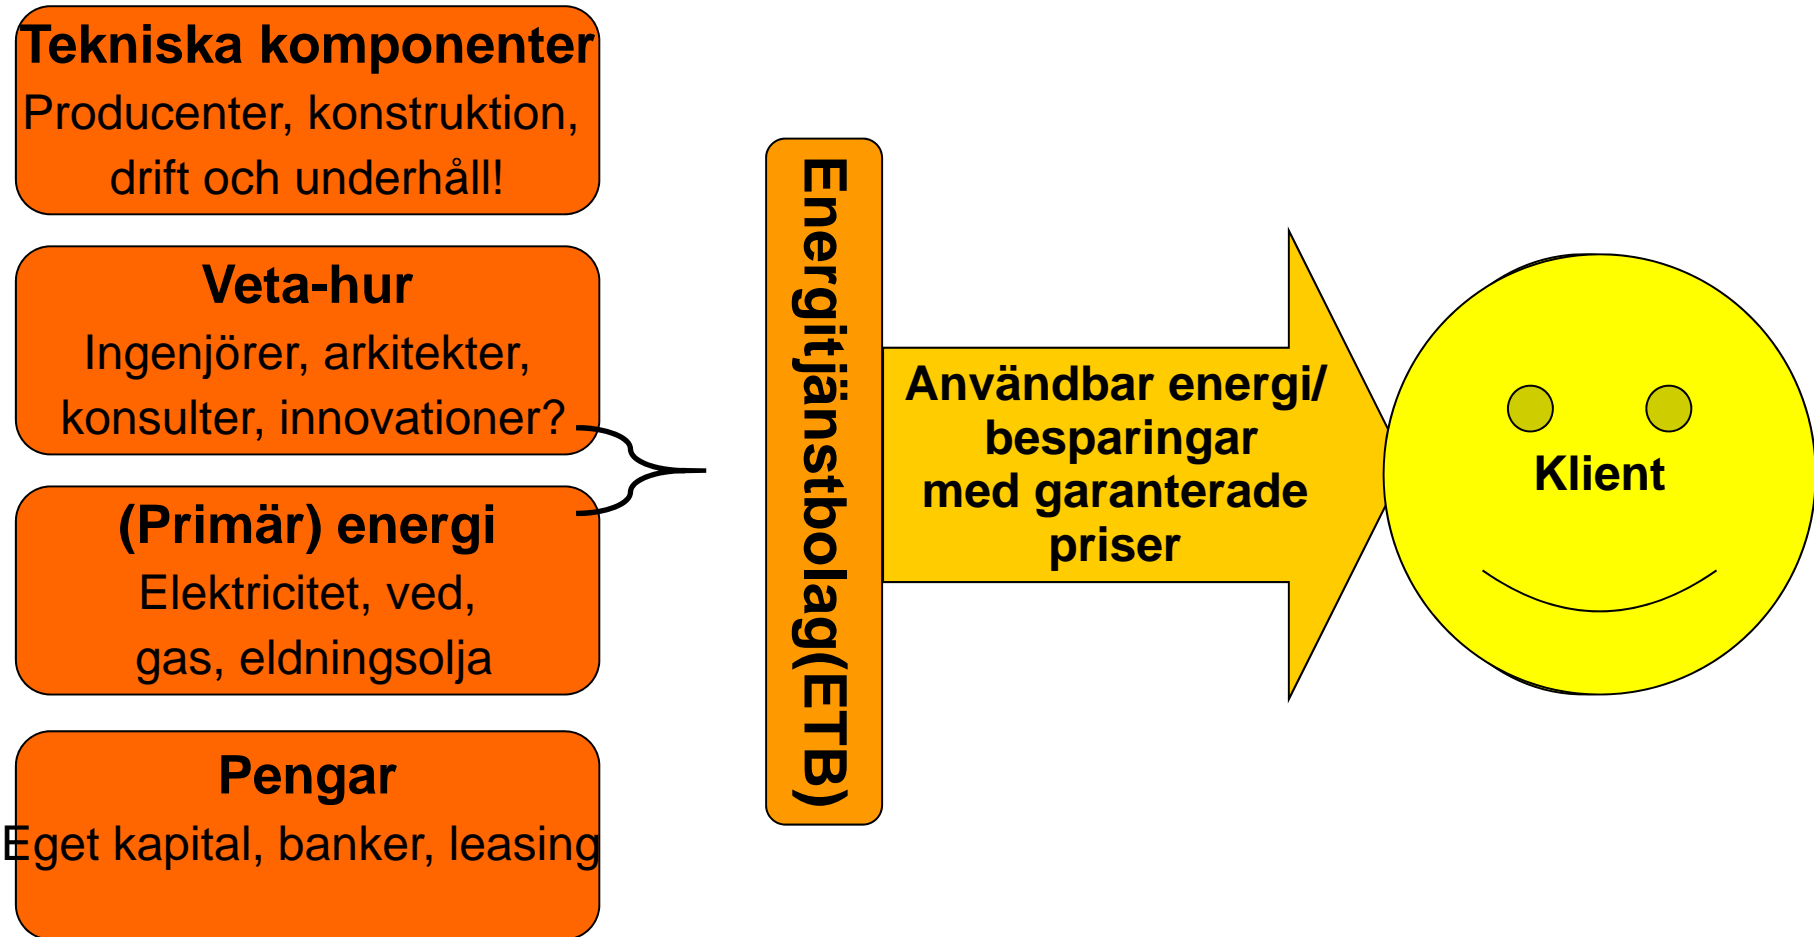 Tekniska komponenter
Producenter, konstruktion,
drift och underhåll!
Veta-hur
Ingenjörer, arkitekter,
konsulter, innovationer?
(Primär) energi
Elektricitet, ved,
gas, eldningsolja
Pengar
Eget kapital, banker, leasing
Energitjänstbolag(ETB)
Användbar energi/
besparingar
med garanterade
priser
Klient